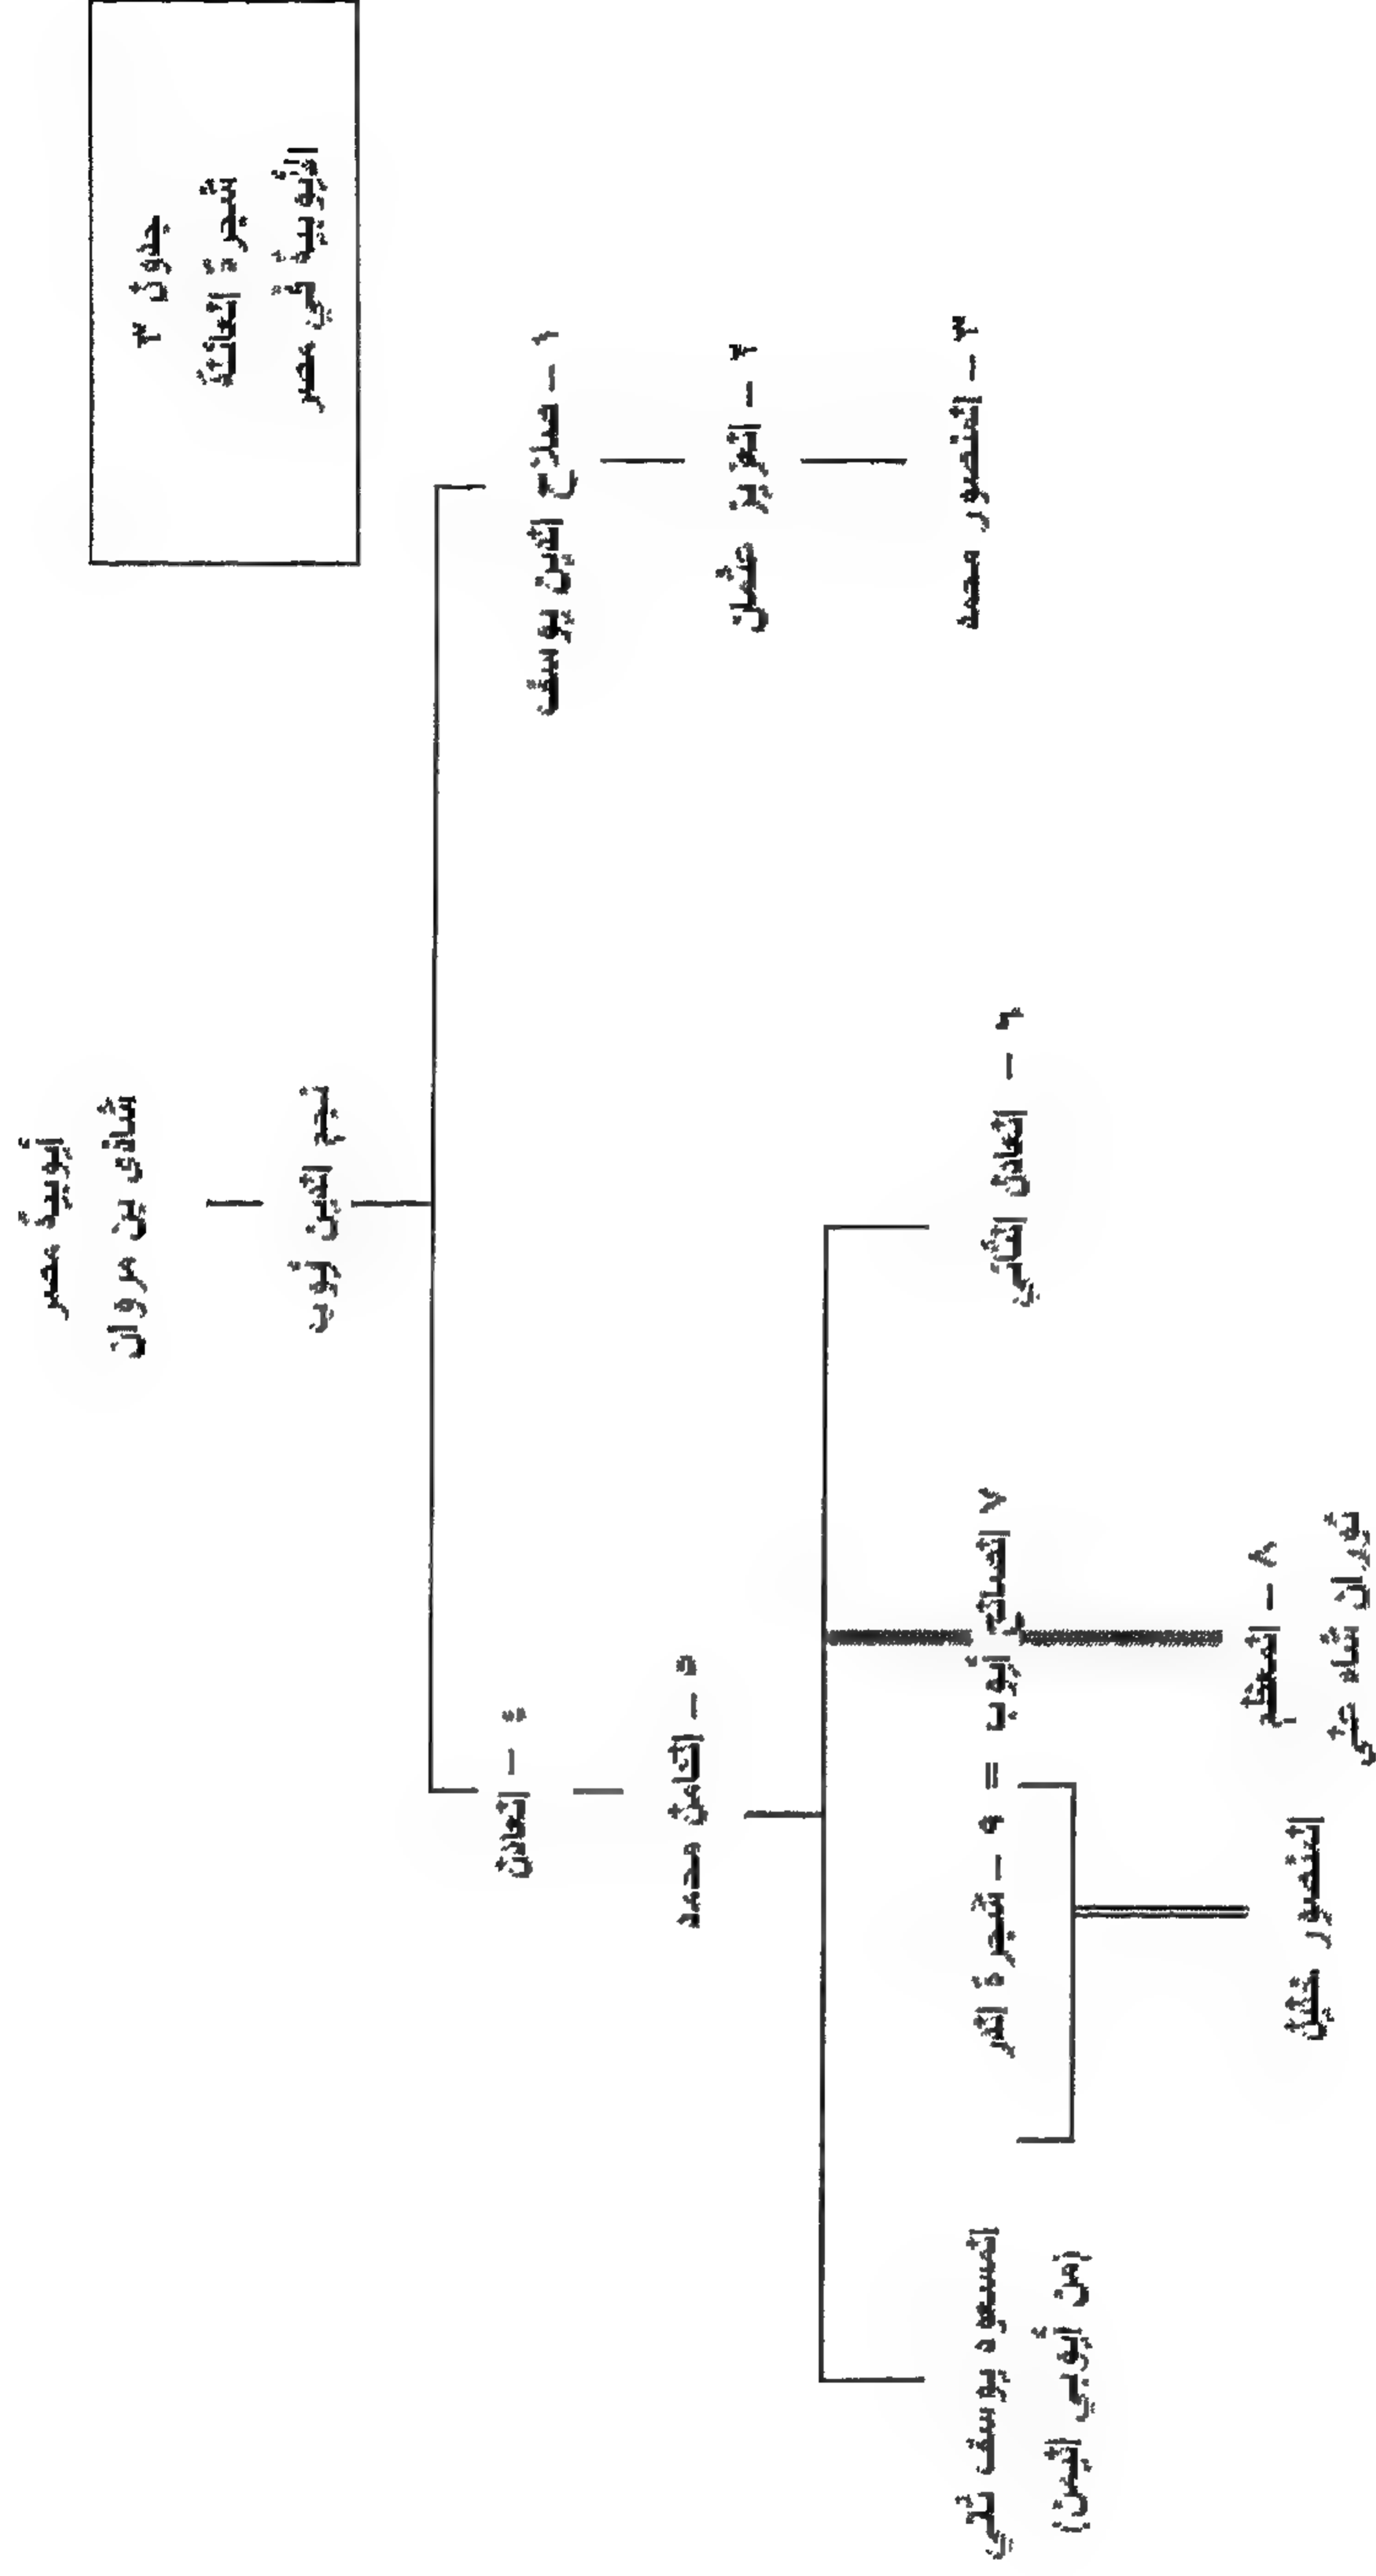 جدول ٣
شجرة العائلة
الأيوبية في مصر
أيوبية مصر
شاذي بن مروان
نجم الدين أيوب
١ – صلاح الدين يوسف
٢ – العزيز عثمان
٣ – المنصور محمد
٤ – العادل
٥ – الكامل محمد
٦ – العادل الثاني
٧ الصالح أيوب = ٩ – شجرة الدر
المسعود يوسف
(من أيوبي اليمن)
٨ – المعظم
توران شاه
المنصور خليل